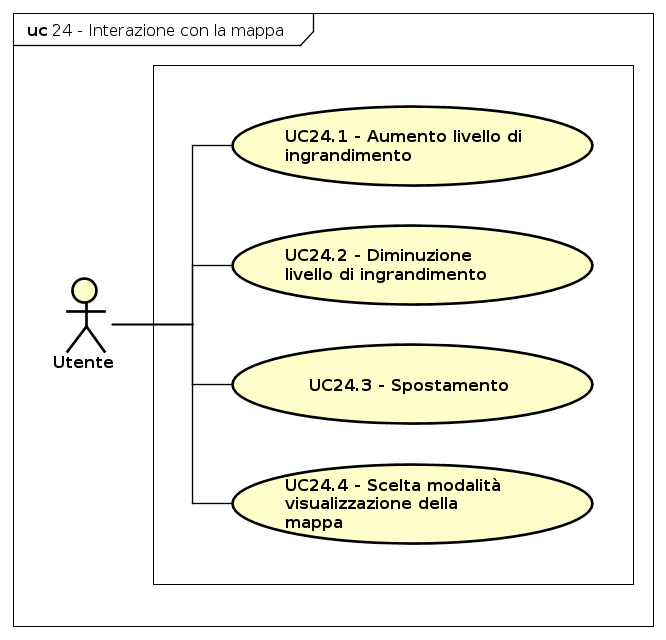 uc 24 - Interazione con la mappa
UC24.1 - Aumento livello di
ingrandimento
UC24.2 - Diminuzione
livello di ingrandimento
Utente
UC24.3 - Spostamento
UC24.4 - Scelta modalità
visualizzazione della
mappa